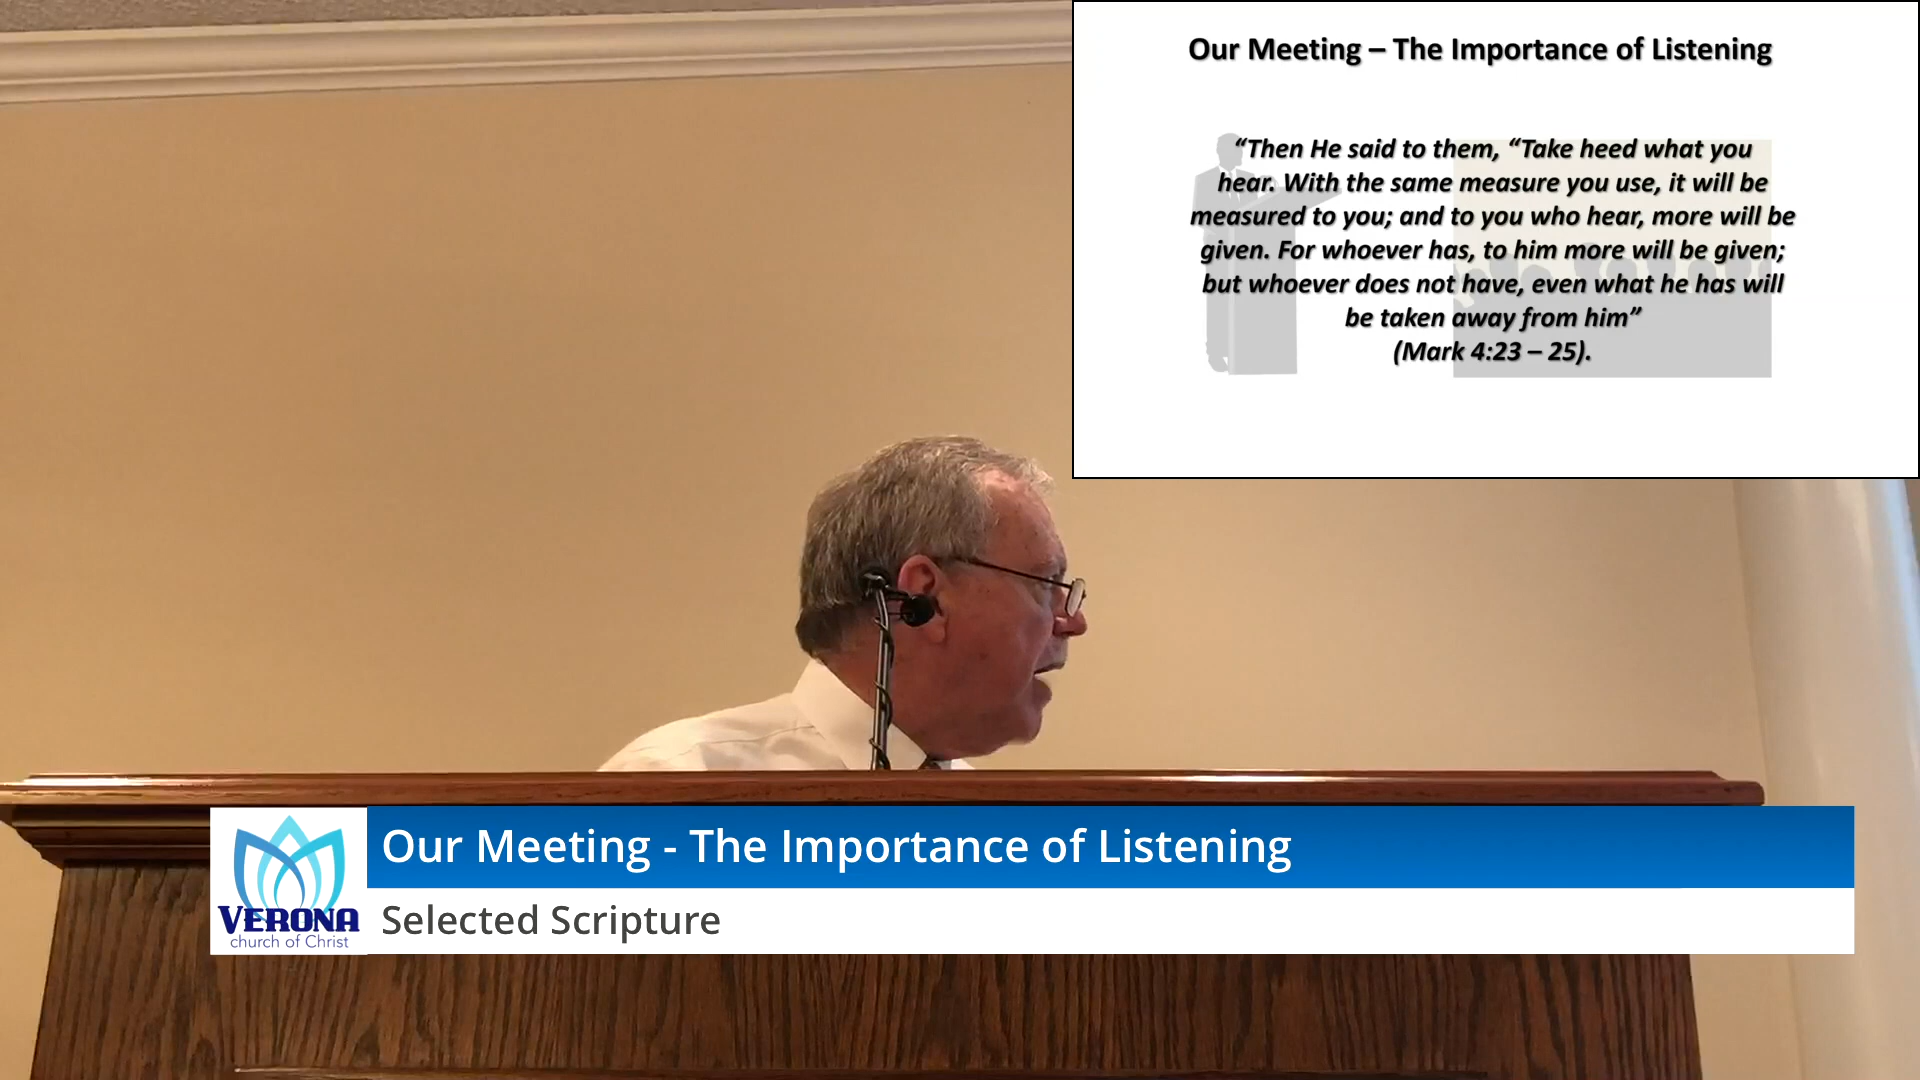 Our Meeting – The Importance of Listening
“Then He said to them, “Take heed what you
hear. With the same measure you use, it will be
measured to you; and to you who hear, more will be
given. For whoever has, to him more will be given;
but whoever does not have, even what he has will
be taken away from him”
(Mark 4:23 – 25).
Our Meeting - The Importance of Listening
Selected Scripture
VERONA
church of Christ